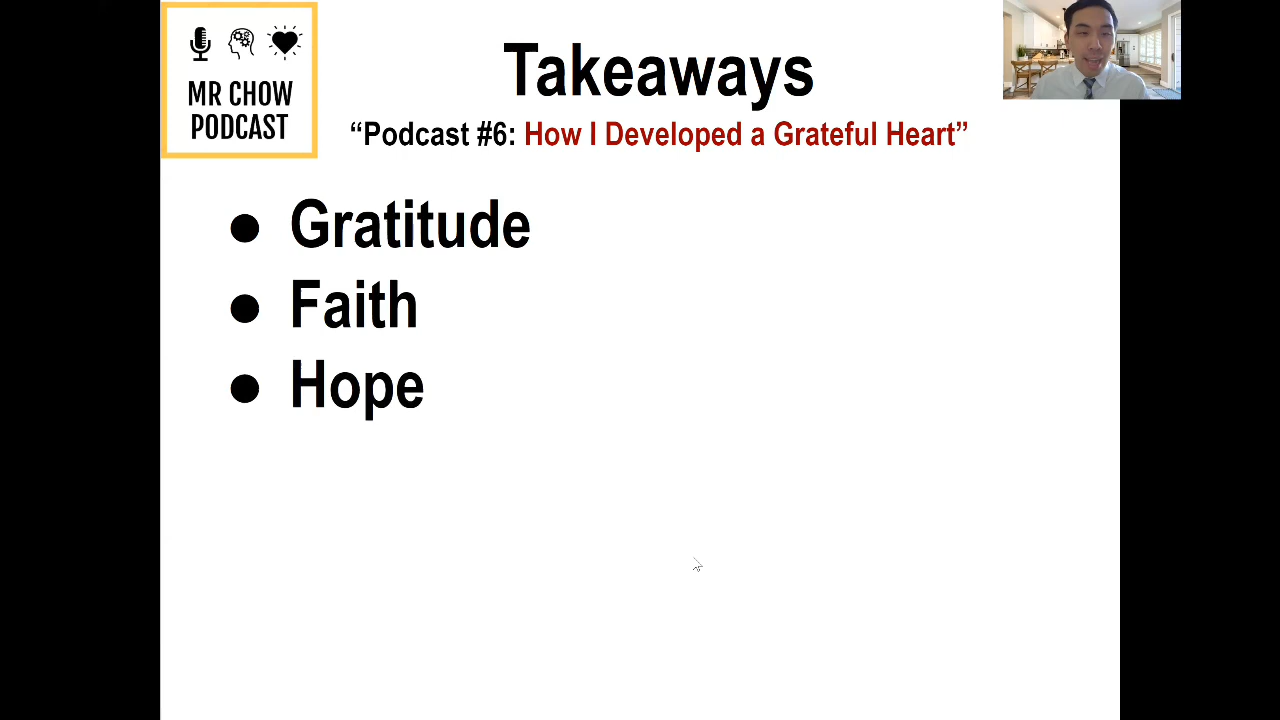 MR CHOW
PODCAST
Takeaways
“Podcast #6: How I Developed a Grateful Heart”
● Gratitude
● Faith
● Hope